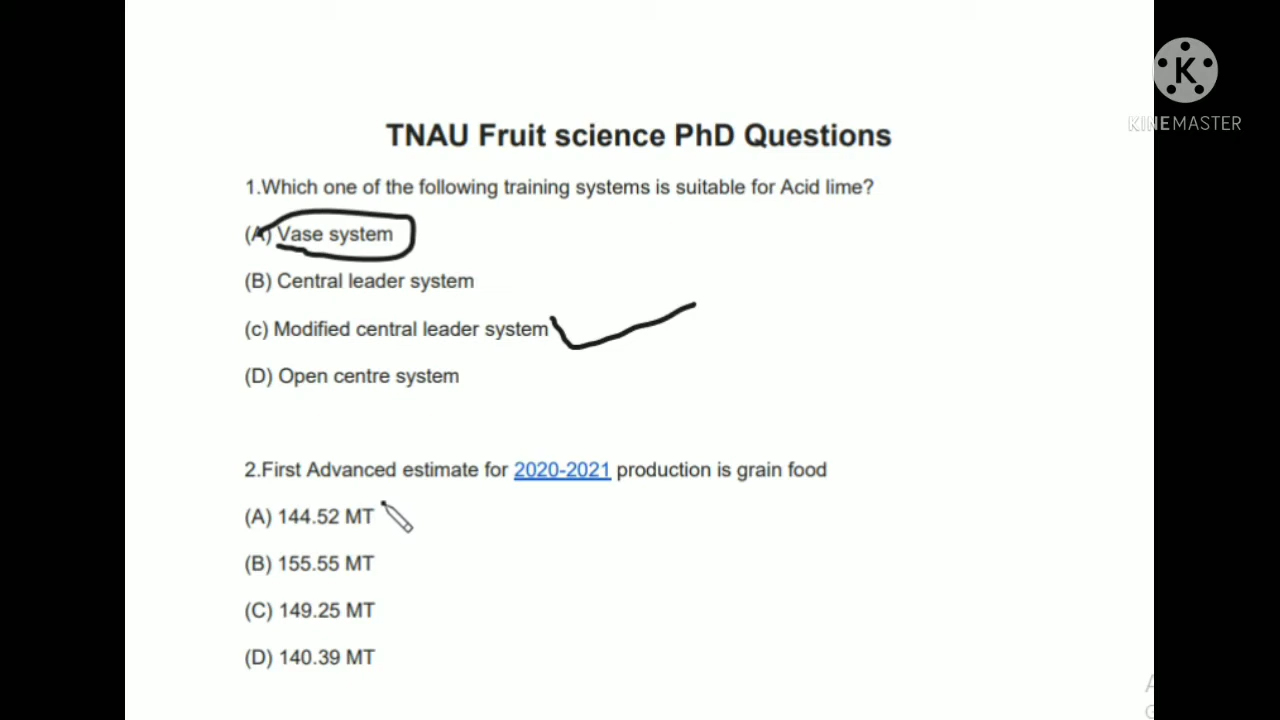 K
KINEMASTER
TNAU Fruit science PhD Questions
1.Which one of the following training systems is suitable for Acid lime?
(A) Vase system
(B) Central leader system
(c) Modified central leader system
(D) Open centre system
2.First Advanced estimate for 2020-2021 production is grain food
(A) 144.52 MT
(B) 155.55 MT
(C) 149.25 MT
(D) 140.39 MT